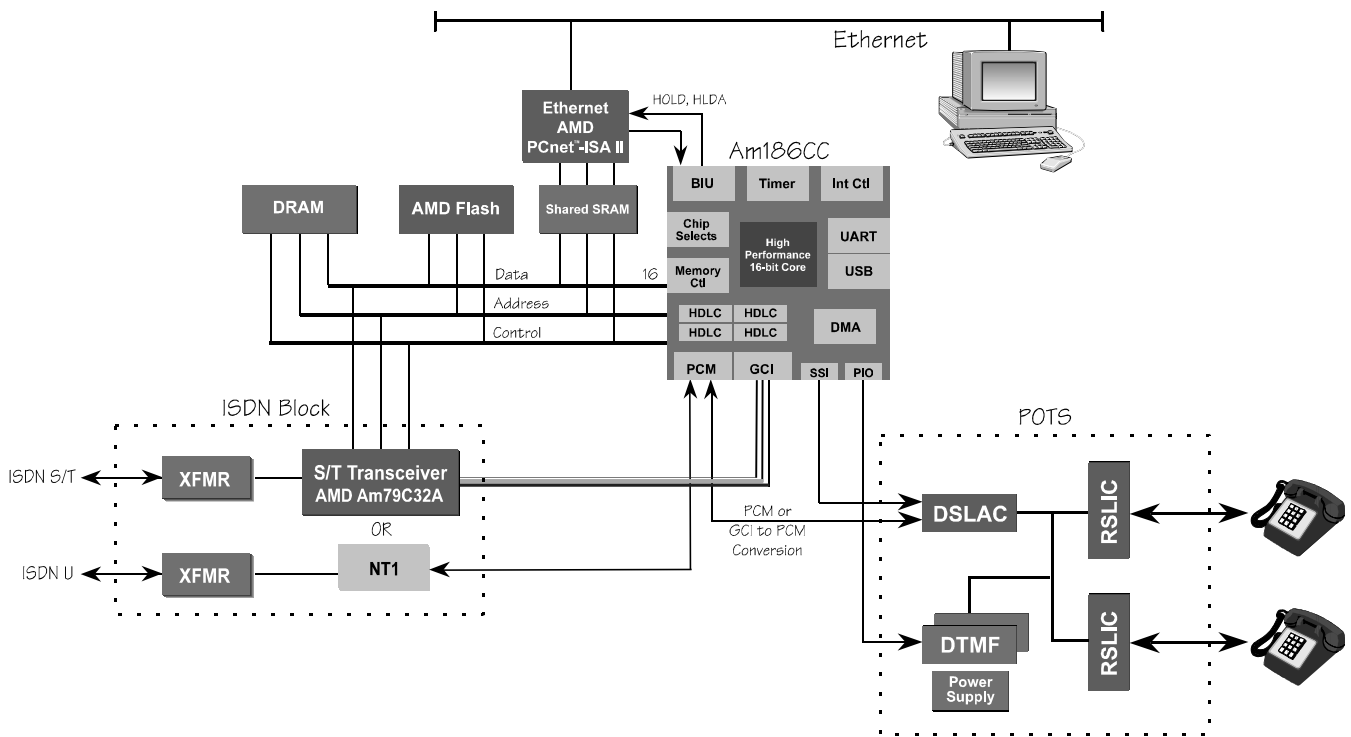 Ethernet
Ethernet
AMD
PCnet™-ISA II
HOLD, HLDA
Am186CC
BIU
Timer
Int Ctl
DRAM
AMD Flash
Shared SRAM
Chip
Selects
High
Performance
16-bit Core
UART
USB
Data
16
Memory
Ctl
Address
HDLC
HDLC
HDLC
HDLC
DMA
Control
PCM
GCI
SSI
PIO
ISDN Block
POTS
ISDN S/T
XFMR
S/T Transceiver
AMD Am79C32A
OR
ISDN U
XFMR
NT1
PCM or
GCI to PCM
Conversion
DSLAC
RSLIC
DTMF
Power
Supply
RSLIC